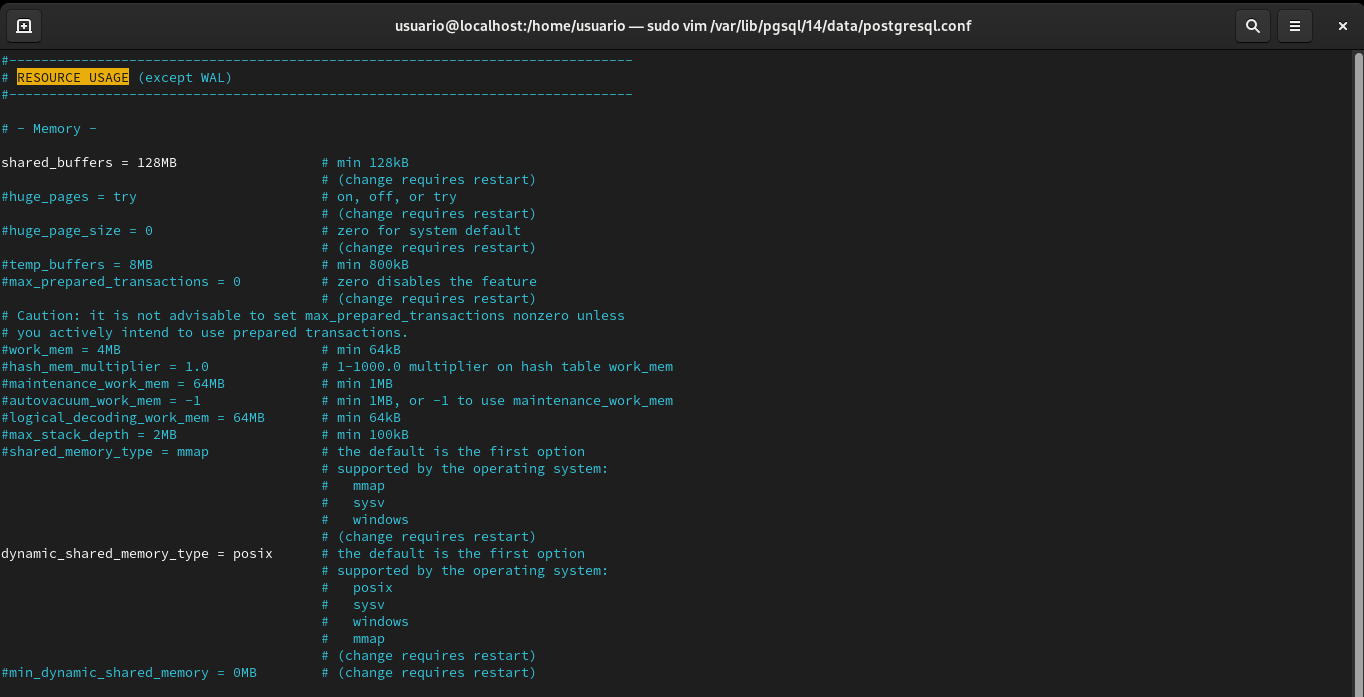 usuario@localhost:/home/usuario — sudo vim /var/lib/pgsql/14/data/postgresql.conf
#------------------------------------------------------------------------------
# RESOURCE USAGE (except WAL)
#------------------------------------------------------------------------------
# - Memory -
shared_buffers = 128MB # min 128kB
# (change requires restart)
#huge_pages = try # on, off, or try
# (change requires restart)
#huge_page_size = 0 # zero for system default
# (change requires restart)
#temp_buffers = 8MB # min 800kB
#max_prepared_transactions = 0 # zero disables the feature
# (change requires restart)
# Caution: it is not advisable to set max_prepared_transactions nonzero unless
# you actively intend to use prepared transactions.
#work_mem = 4MB # min 64kB
#hash_mem_multiplier = 1.0 # 1-1000.0 multiplier on hash table work_mem
#maintenance_work_mem = 64MB # min 1MB
#autovacuum_work_mem = -1 # min 1MB, or -1 to use maintenance_work_mem
#logical_decoding_work_mem = 64MB # min 64kB
#max_stack_depth = 2MB # min 100kB
#shared_memory_type = mmap # the default is the first option
# supported by the operating system:
# mmap
# sysv
# windows
# (change requires restart)
dynamic_shared_memory_type = posix # the default is the first option
# supported by the operating system:
# posix
# sysv
# windows
# mmap
# (change requires restart)
#min_dynamic_shared_memory = 0MB # (change requires restart)